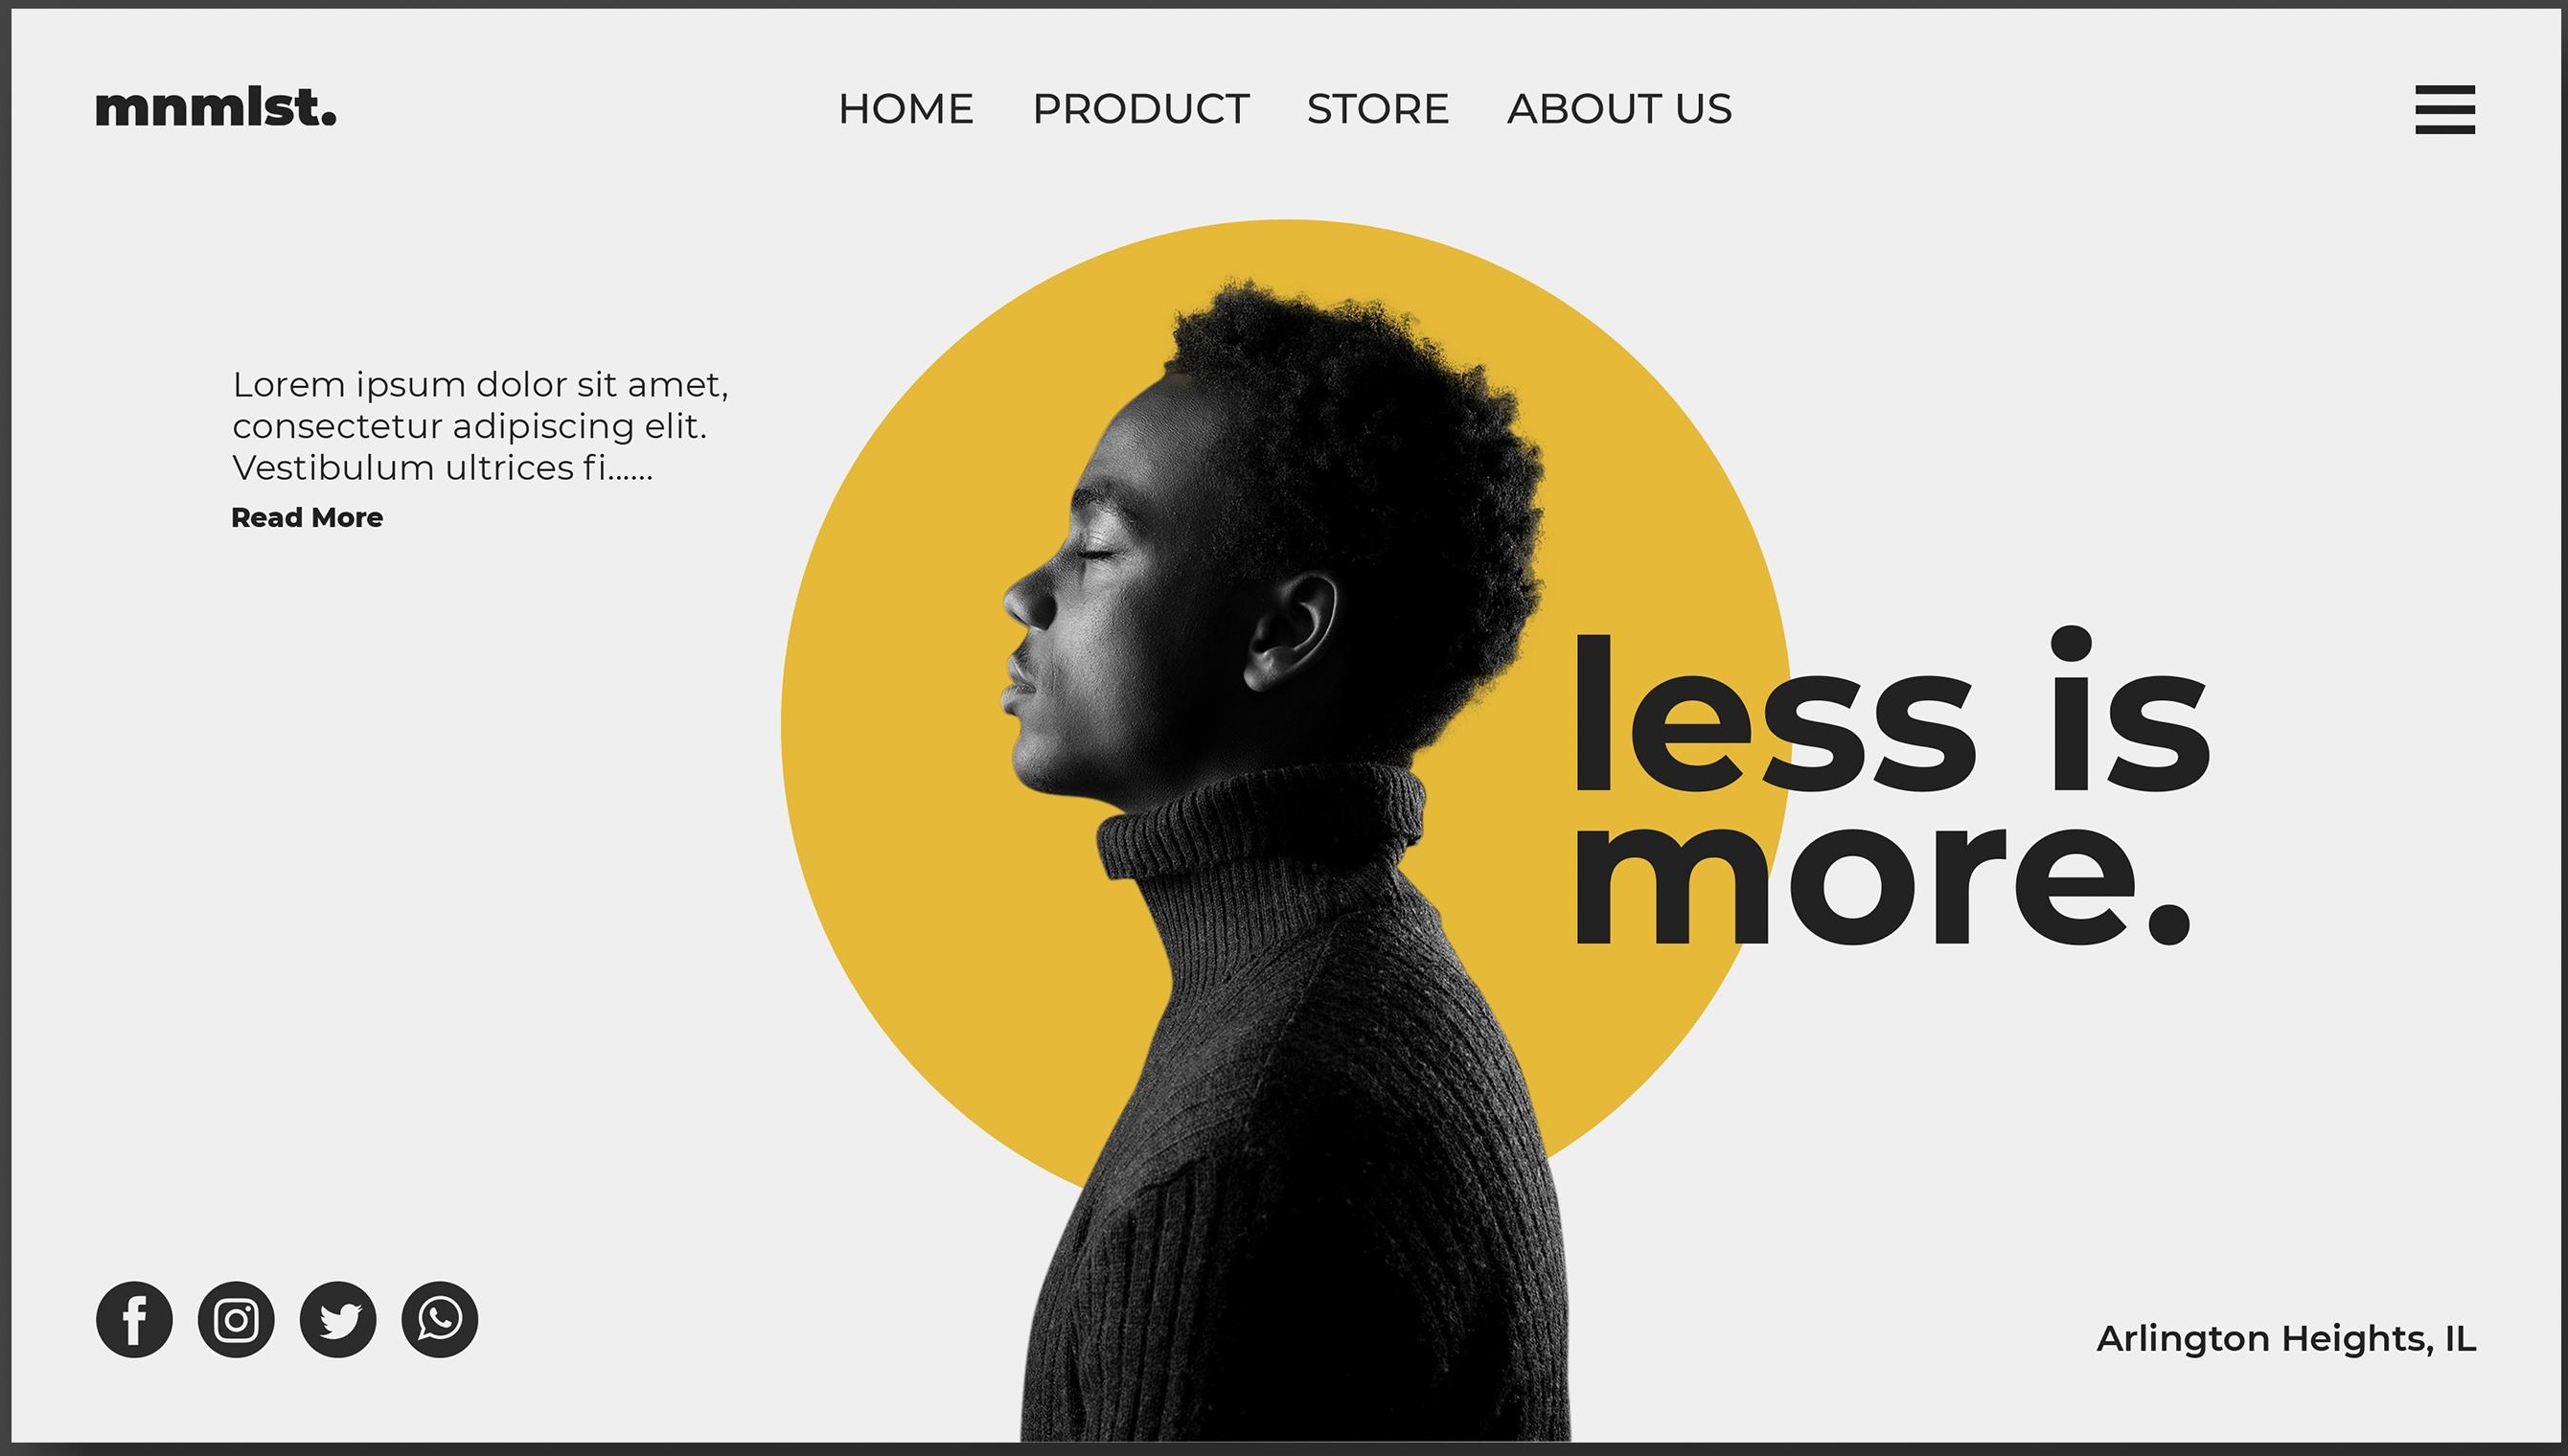 mnmlst.
HOME PRODUCT STORE ABOUT US
Lorem ipsum dolor sit amet,
consectetur adipiscing elit.
Vestibulum ultrices fi......
Read More
less is
more.
Arlington Heights, IL